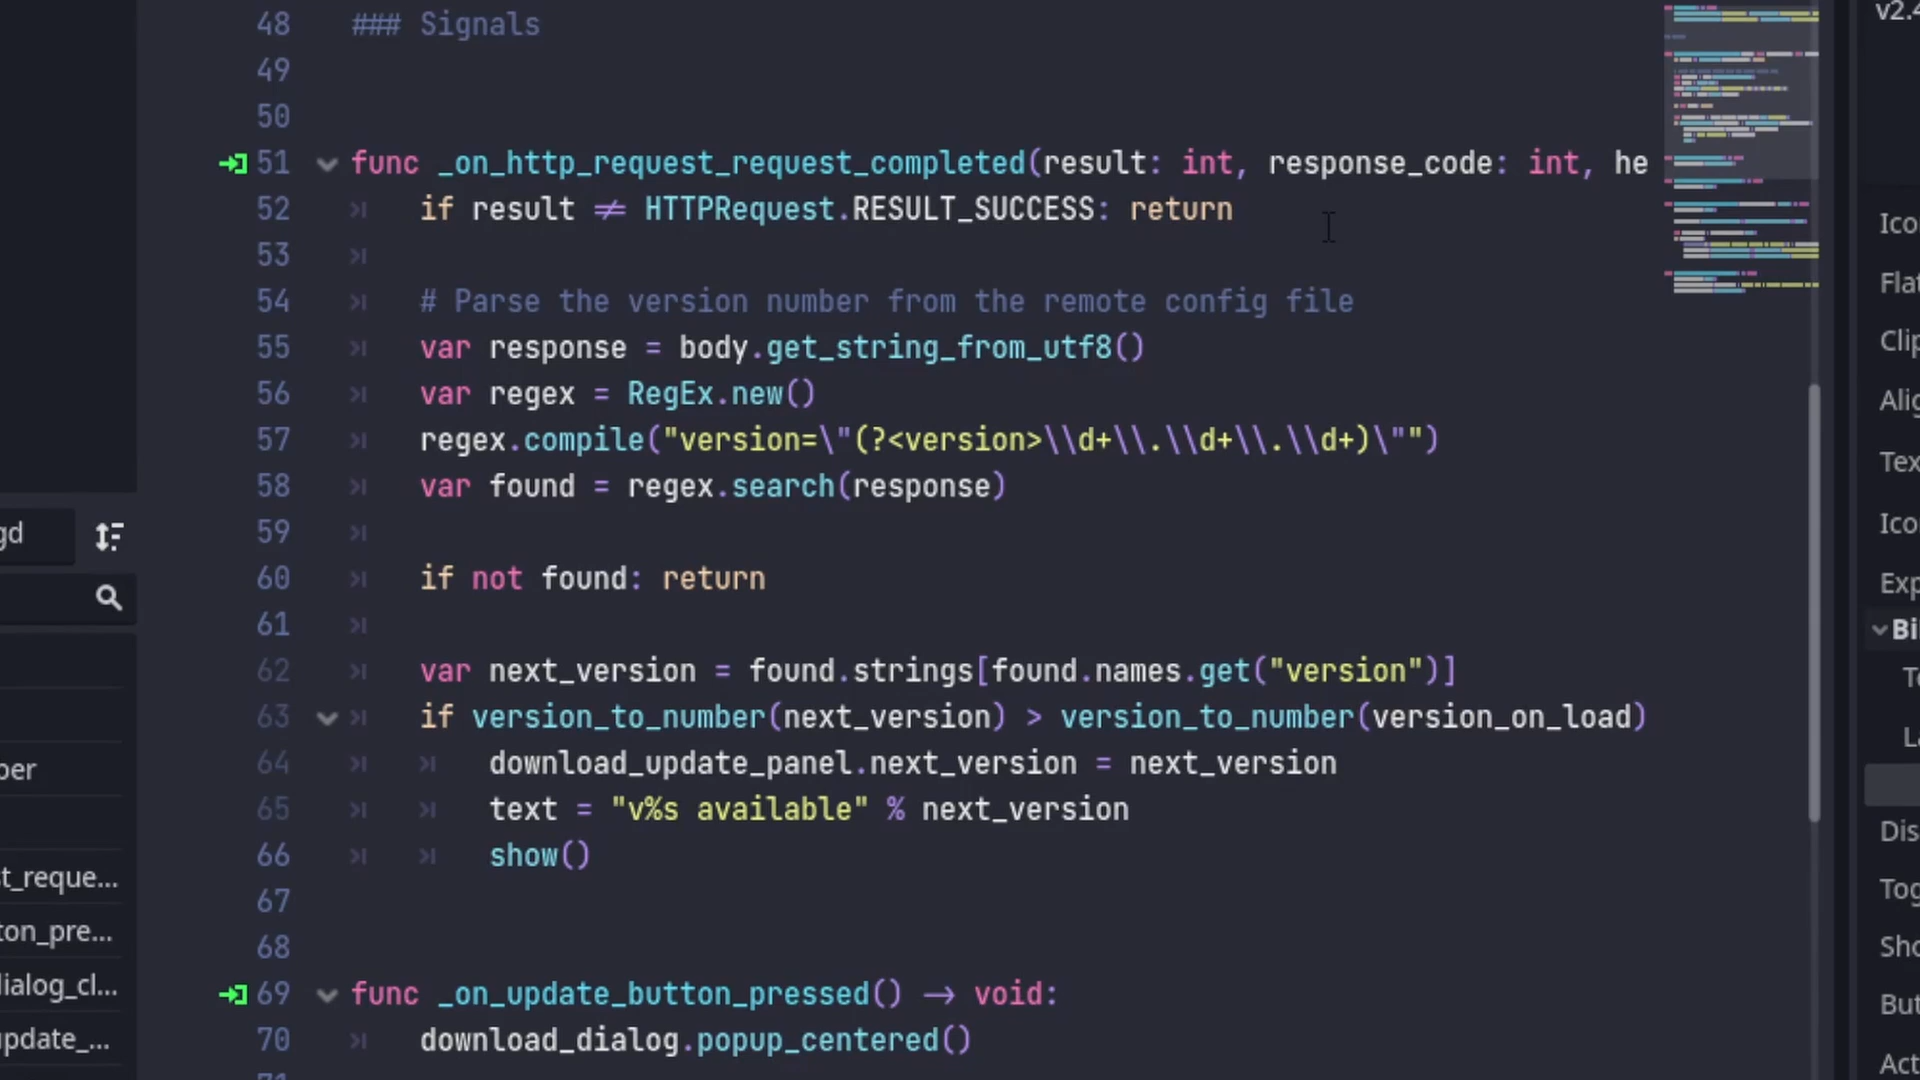 48 ### Signals
49
50
51 func _on_http_request_request_completed(result: int, response_code: int, he
52 if result ≠ HTTPRequest.RESULT_SUCCESS: return
53
54 # Parse the version number from the remote config file
55 var response = body.get_string_from_utf8()
56 var regex = RegEx.new()
57 regex.compile("version=\"(?<version>\\d+\\.\\d+\\.\\d+)\"")
58 var found = regex.search(response)
59
60 if not found: return
61
62 var next_version = found.strings[found.names.get("version")]
63 if version_to_number(next_version) > version_to_number(version_on_load)
64 download_update_panel.next_version = next_version
65 text = "v%s available" % next_version
66 show()
67
68
69 func _on_update_button_pressed() → void:
70 download_dialog.popup_centered()
gd
ber
t_reque...
ton_pre...
dialog_cl...
update_...
v2.4
Ico
Flat
Clip
Alig
Tex
Ico
Exp
Bi
T
La
Dis
Tog
Sho
But
Act